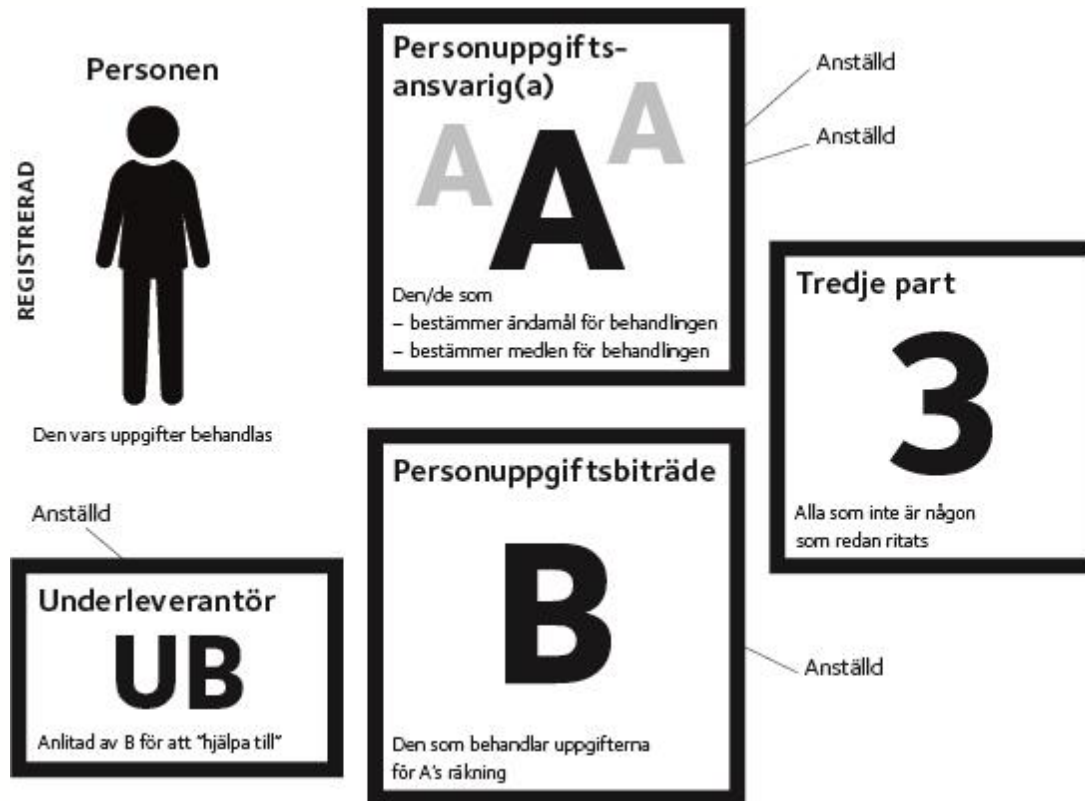 Personen
REGISTRERAD
Den vars uppgifter behandlas
Personuppgifts-
ansvarig(a)
A A A
Den/de som
– bestämmer ändamål för behandlingen
– bestämmer medlen för behandlingen
Anställd
Anställd
Tredje part
3
Alla som inte är någon
som redan ritats
Personuppgiftsbiträde
B
Den som behandlar uppgifterna
för A's räkning
Anställd
Anställd
Underleverantör
UB
Anlitad av B för att "hjälpa till"